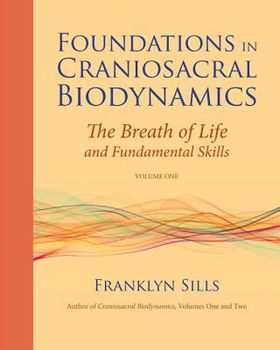 FOUNDATIONS IN
CRANIOSACRAL
BIODYNAMICS
The Breath of Life
and Fundamental Skills
VOLUME ONE
FRANKLYN SILLS
Author of Craniosacral Biodynamics, Volumes One and Two